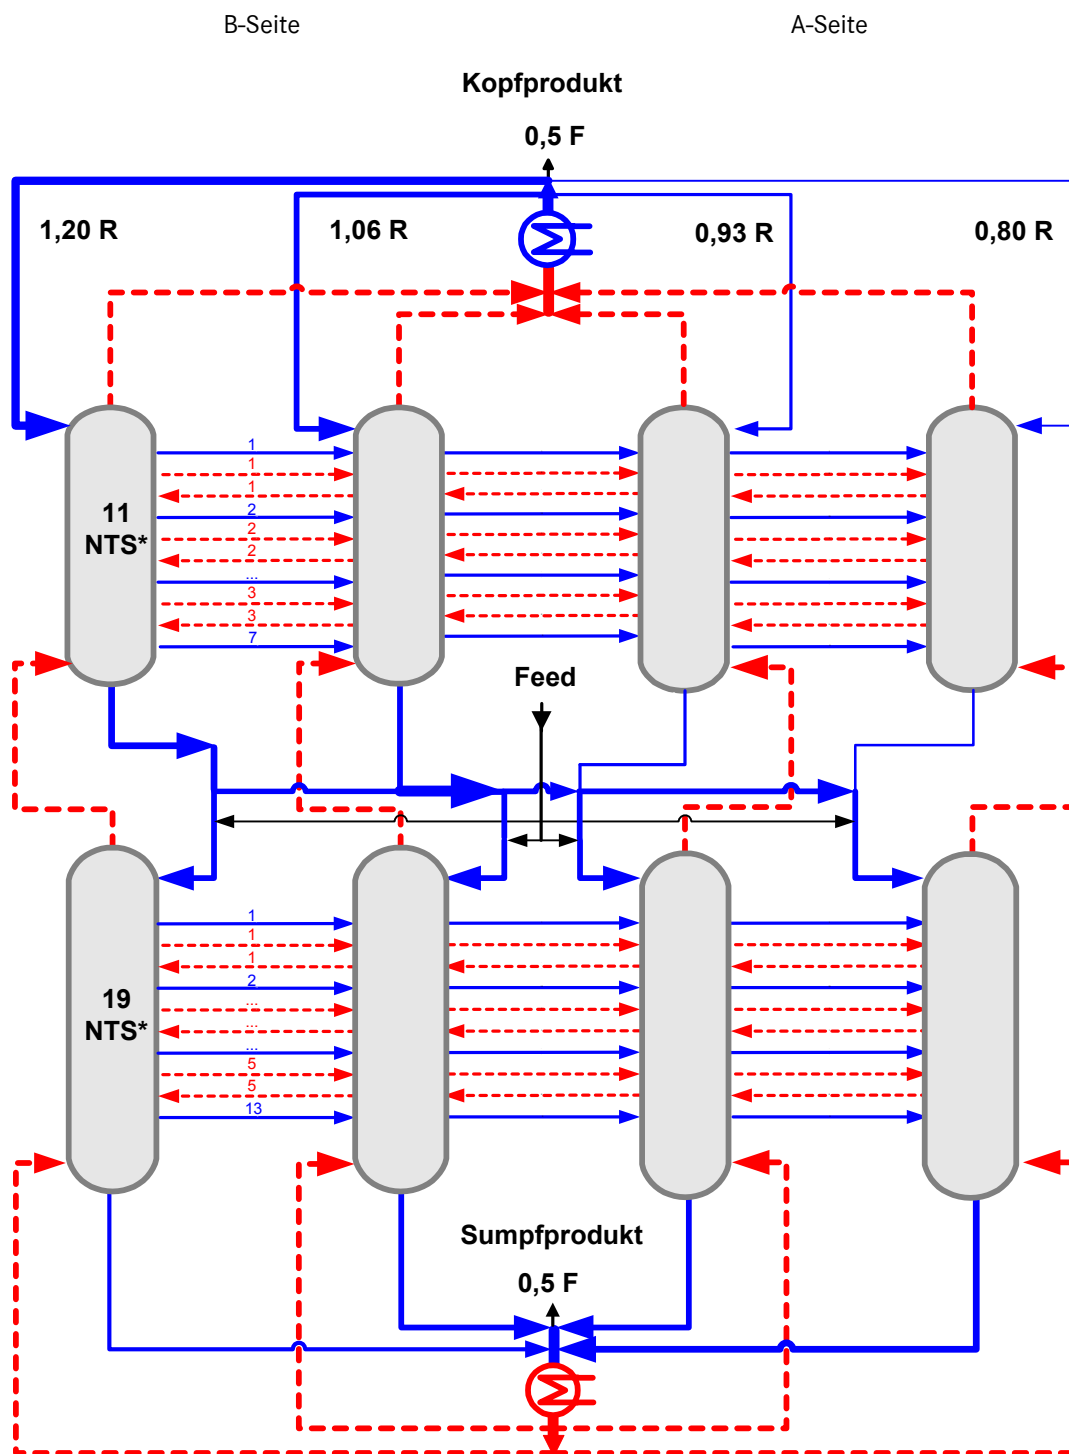 B-Seite
A-Seite
Kopfprodukt
0,5 F
1,20 R
1,06 R
0,93 R
0,80 R
1
1
1
2
2
2
...
3
3
7
11
NTS*
Feed
1
1
1
2
...
...
...
5
5
13
19
NTS*
Sumpfprodukt
0,5 F